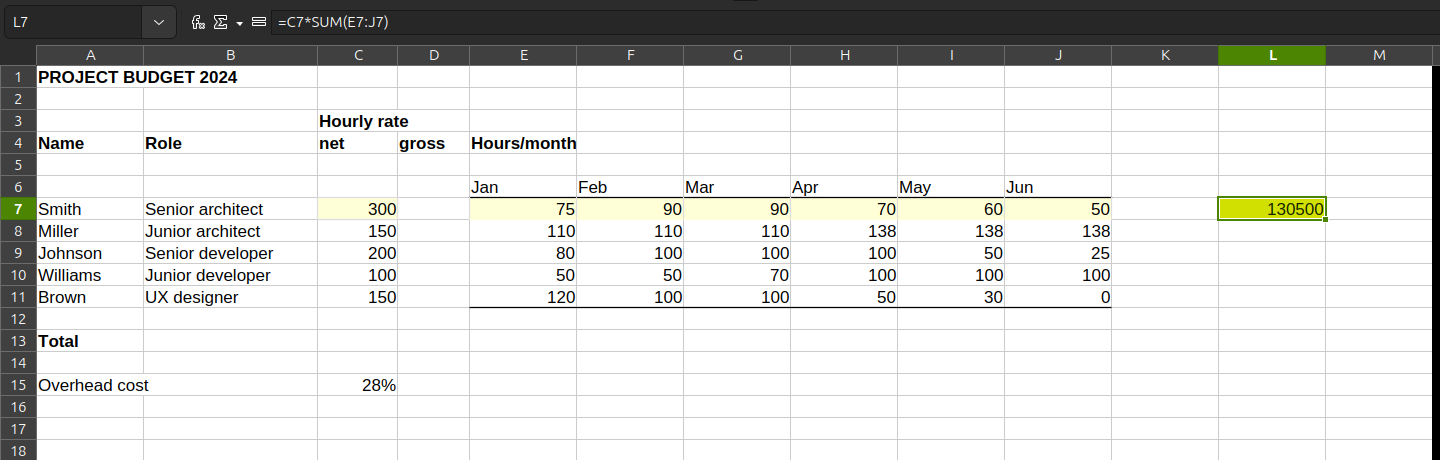 L7 =C7*SUM(E7:J7)
A B C D E F G H I J K L M
1 PROJECT BUDGET 2024
2
3 Hourly rate
4 Name Role net gross Hours/month
5
6 Jan Feb Mar Apr May Jun
7 Smith Senior architect 300 75 90 90 70 60 50 130500
8 Miller Junior architect 150 110 110 110 138 138 138
9 Johnson Senior developer 200 80 100 100 100 50 25
10 Williams Junior developer 100 50 50 70 100 100 100
11 Brown UX designer 150 120 100 100 50 30 0
12
13 Total
14
15 Overhead cost 28%
16
17
18